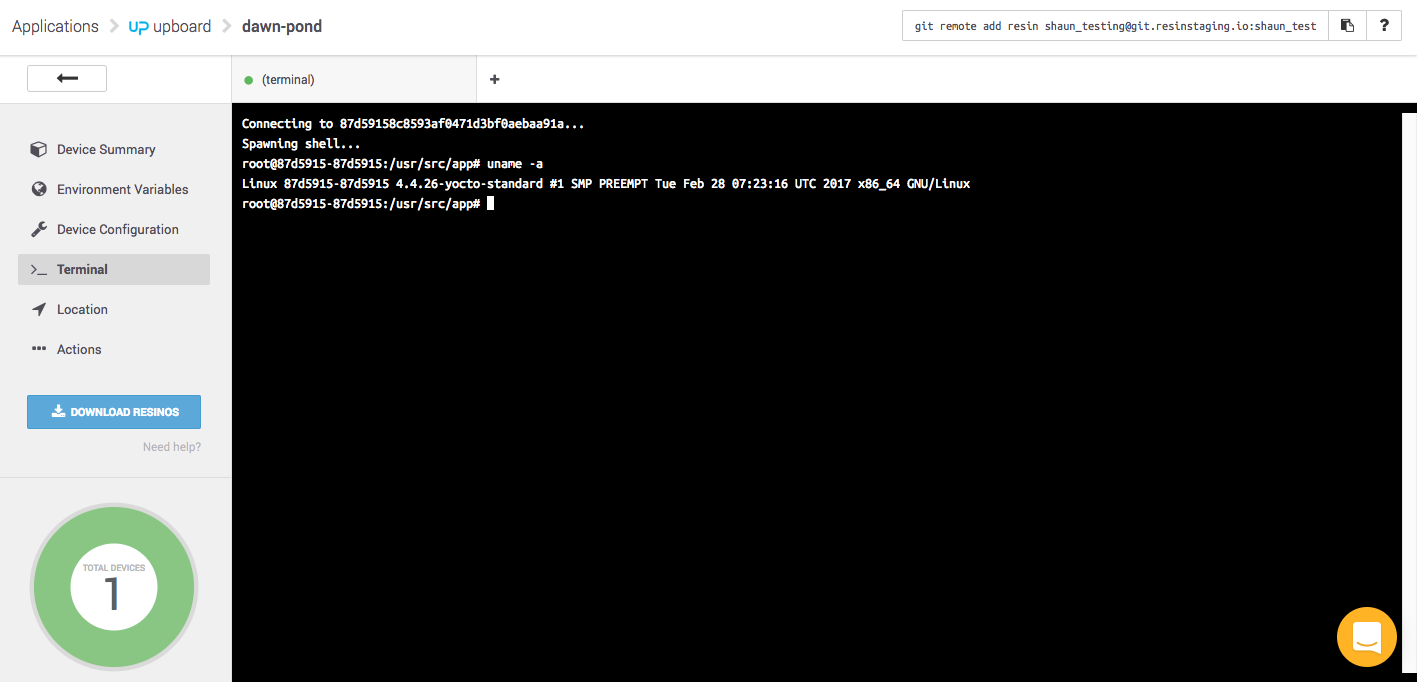 Applications UP upboard dawn-pond
git remote add resin shaun_testing@git.resinstaging.io:shaun_test ?
(terminal) +
Connecting to 87d59158c8593af0471d3bf0aebaa91a...
Spawning shell...
root@87d5915-87d5915:/usr/src/app# uname -a
Linux 87d5915-87d5915 4.4.26-yocto-standard #1 SMP PREEMPT Tue Feb 28 07:23:16 UTC 2017 x86_64 GNU/Linux
root@87d5915-87d5915:/usr/src/app#
Device Summary
Environment Variables
Device Configuration
Terminal
Location
Actions
DOWNLOAD RESINOS
Need help?
TOTAL DEVICES
1